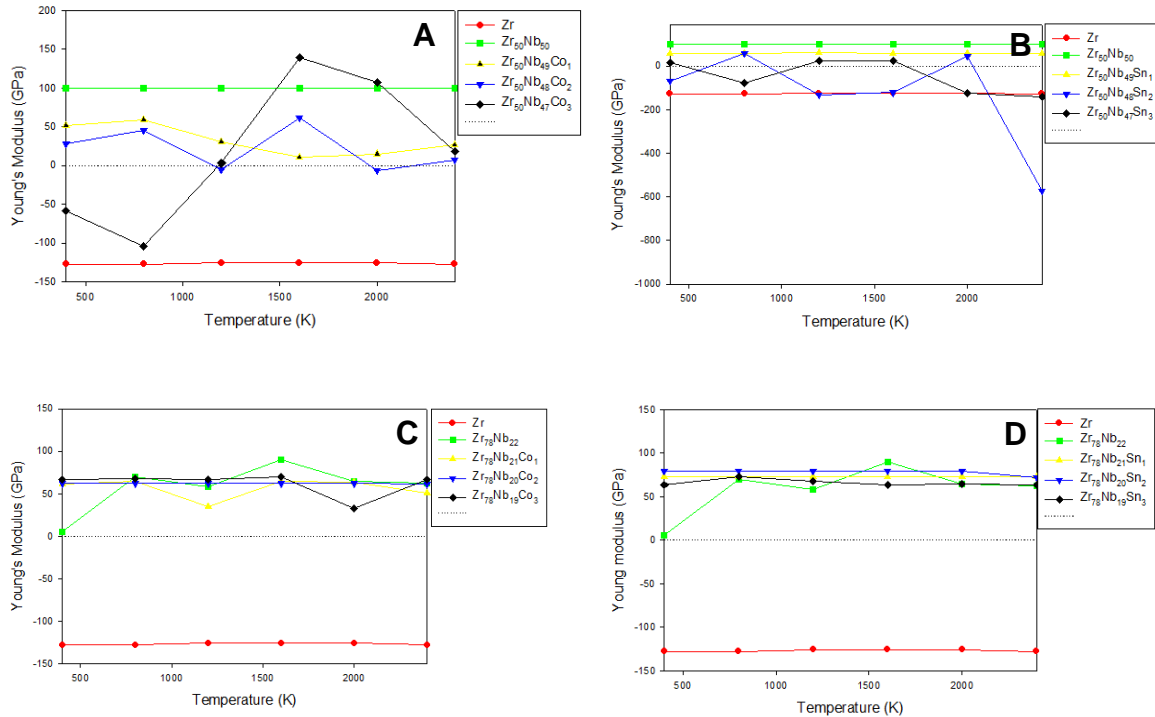 A
Young's Modulus (GPa)
200
150
100
50
0
-50
-100
-150
500
1000
1500
2000
Temperature (K)
Zr
Zr₅₀Nb₅₀
Zr₅₀Nb₄₉Co₁
Zr₅₀Nb₄₈Co₂
Zr₅₀Nb₄₇Co₃
B
Young's Modulus (GPa)
0
-200
-400
-600
-800
-1000
500
1000
1500
2000
Temperature (K)
Zr
Zr₅₀Nb₅₀
Zr₅₀Nb₄₉Sn₁
Zr₅₀Nb₄₈Sn₂
Zr₅₀Nb₄₇Sn₃
C
Young's Modulus (GPa)
150
100
50
0
-50
-100
-150
500
1000
1500
2000
Temperature (K)
Zr
Zr₇₈Nb₂₂
Zr₇₈Nb₂₁Co₁
Zr₇₈Nb₂₀Co₂
Zr₇₈Nb₁₉Co₃
D
Young modulus (GPa)
150
100
50
0
-50
-100
-150
500
1000
1500
2000
Temperature (K)
Zr
Zr₇₈Nb₂₂
Zr₇₈Nb₂₁Sn₁
Zr₇₈Nb₂₀Sn₂
Zr₇₈Nb₁₉Sn₃